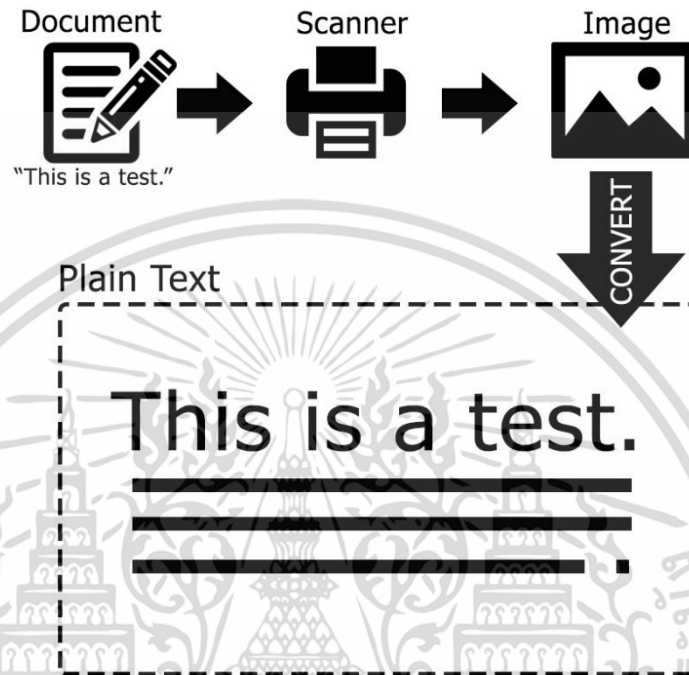 Document
Scanner
Image
"This is a test."
CONVERT
Plain Text
This is a test.